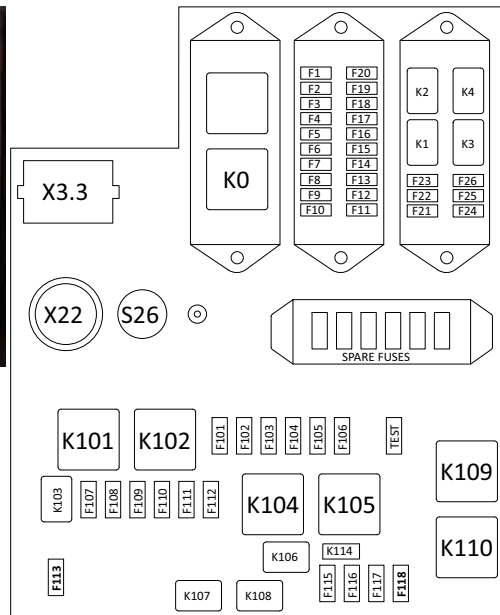 F1 F20
F2 F19
F3 F18
F4 F17
F5 F16
F6 F15
F7 F14
F8 F13
F9 F12
F10 F11
K2 K4
K1 K3
F23 F26
F22 F25
F21 F24
K0
X3.3
X22 S26
SPARE FUSES
K101 K102 F101 F102 F103 F104 F105 F106 TEST
K103 F107 F108 F109 F110 F111 F112
K104 K105
K109
K110
K106 K114
F113
F115 F116 F117 F118
K107 K108